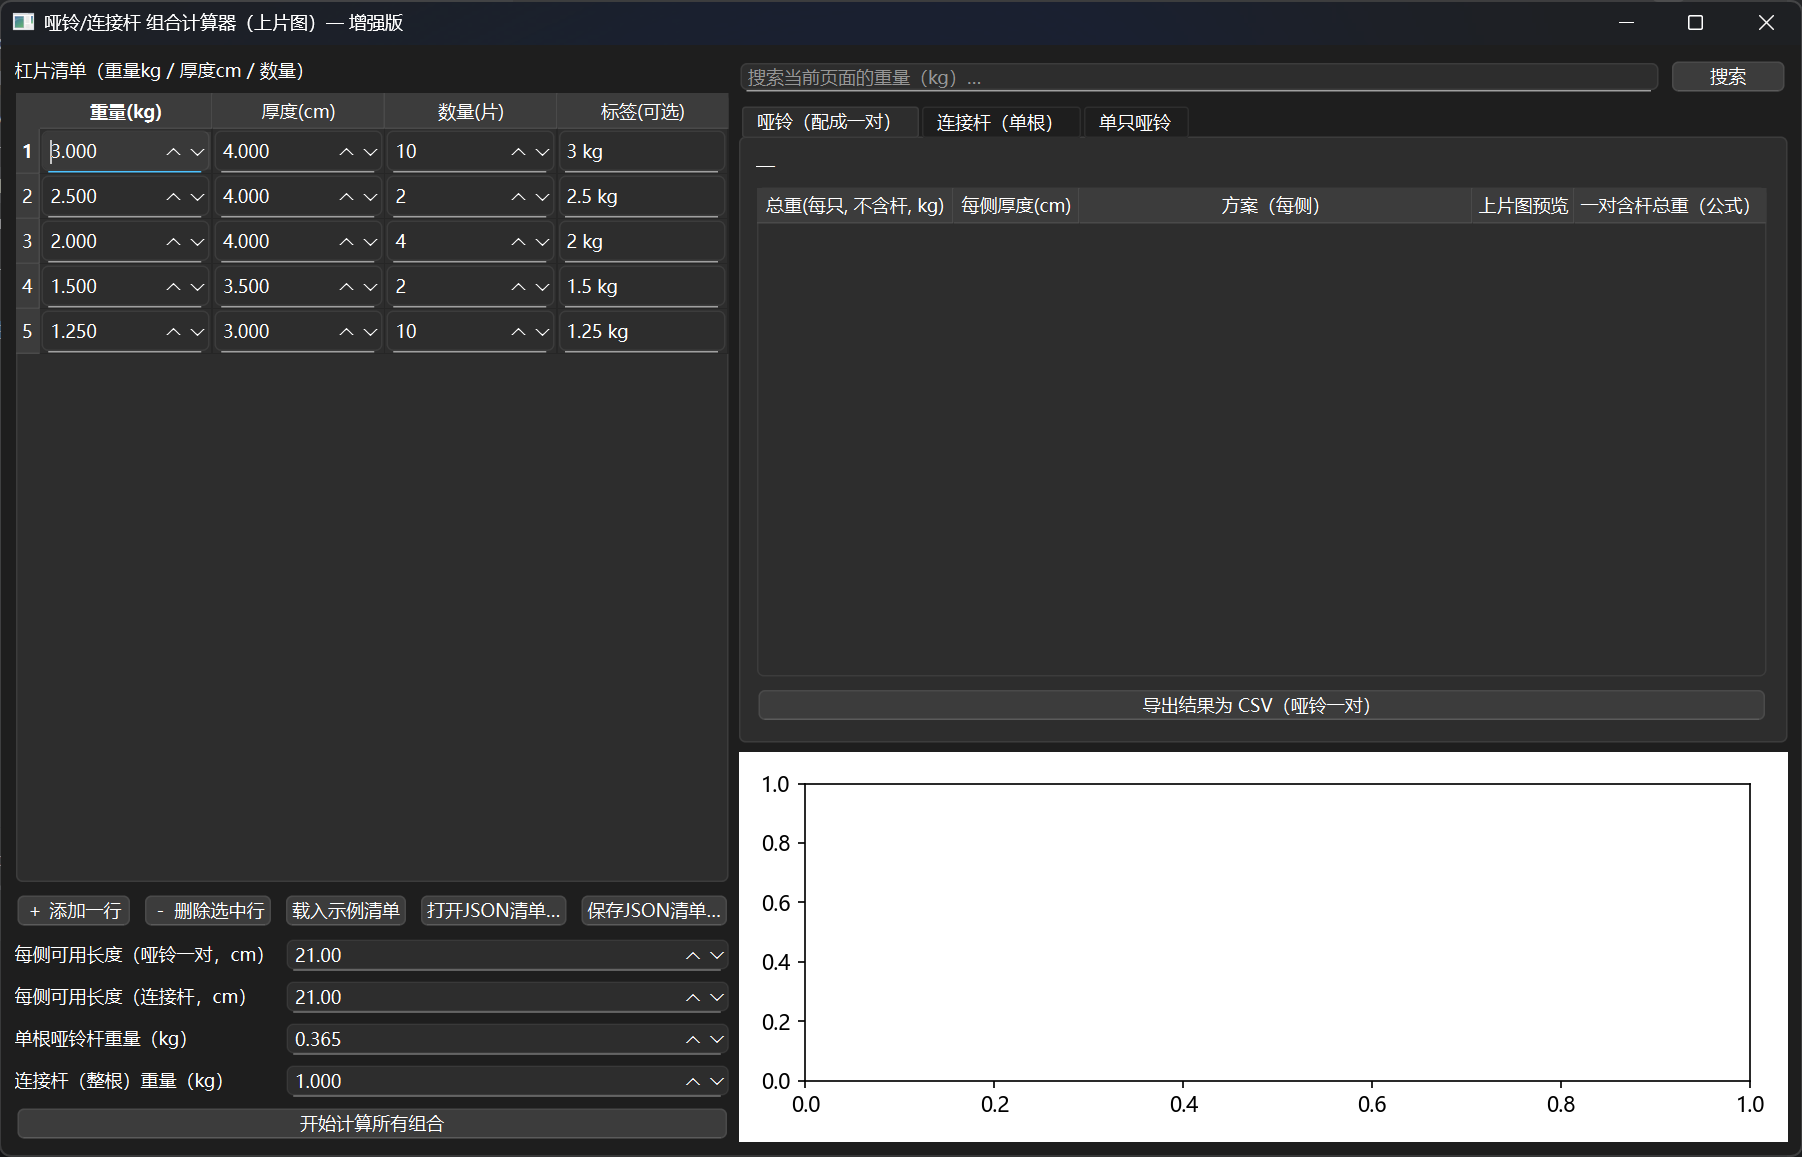 哑铃/连接杆 组合计算器（上片图）— 增强版
杠片清单（重量kg / 厚度cm / 数量）
重量(kg) 厚度(cm) 数量(片) 标签(可选)
1 3.000 4.000 10 3 kg
2 2.500 4.000 2 2.5 kg
3 2.000 4.000 4 2 kg
4 1.500 3.500 2 1.5 kg
5 1.250 3.000 10 1.25 kg
+ 添加一行 - 删除选中行 载入示例清单 打开JSON清单... 保存JSON清单...
每侧可用长度（哑铃一对，cm） 21.00
每侧可用长度（连接杆，cm） 21.00
单根哑铃杆重量（kg） 0.365
连接杆（整根）重量（kg） 1.000
开始计算所有组合
搜索当前页面的重量（kg）... 搜索
哑铃（配成一对） 连接杆（单根） 单只哑铃
—
总重(每只, 不含杆, kg) 每侧厚度(cm) 方案（每侧） 上片图预览 一对含杆总重（公式）
导出结果为 CSV（哑铃一对）
1.0
0.8
0.6
0.4
0.2
0.0
0.0 0.2 0.4 0.6 0.8 1.0